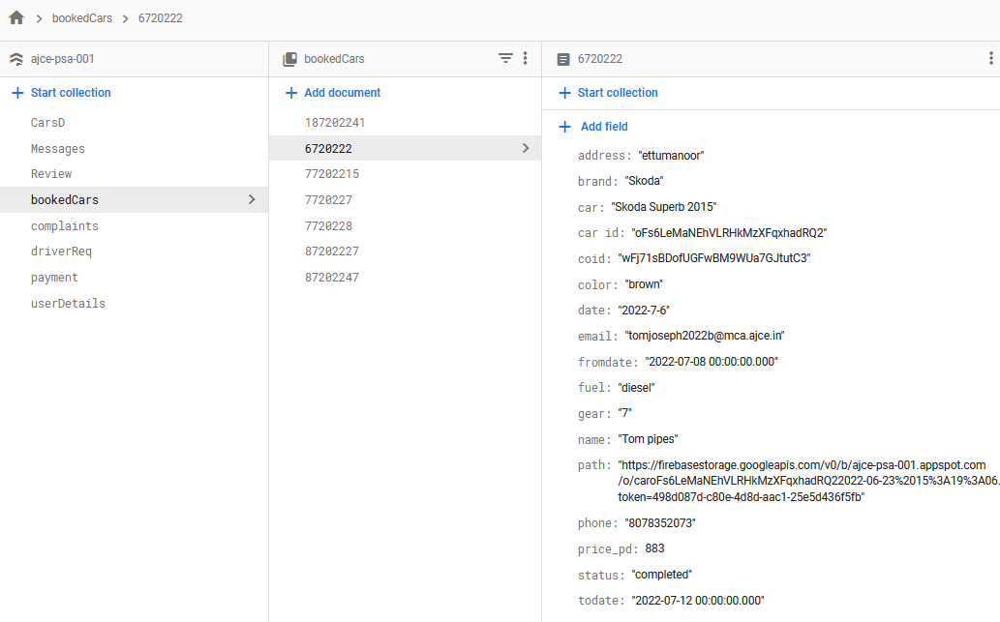 bookedCars
6720222
ajce-psa-001
bookedCars
6720222
Start collection
Add document
Start collection
CarsD
Messages
Review
bookedCars
complaints
driverReq
payment
userDetails
187202241
6720222
77202215
7720227
7720228
87202227
87202247
Add field
address: "ettumanoor"
brand: "Skoda"
car: "Skoda Superb 2015"
car id: "oFs6LeMaNEhVLRHkMzXFqxhadRQ2"
coid: "wFj71sBDofUGFwBM9WUa7GJtutC3"
color: "brown"
date: "2022-7-6"
email: "tomjoseph2022b@mca.ajce.in"
fromdate: "2022-07-08 00:00:00.000"
fuel: "diesel"
gear: "7"
name: "Tom pipes"
path: "https://firebasestorage.googleapis.com/v0/b/ajce-psa-001.appspot.com
/o/caroFs6LeMaNEhVLRHkMzXFqxhadRQ22022-06-23%2015%3A19%3A06.
token=498d087d-c80e-4d8d-aac1-25e5d436f5fb"
phone: "8078352073"
price_pd: 883
status: "completed"
todate: "2022-07-12 00:00:00.000"